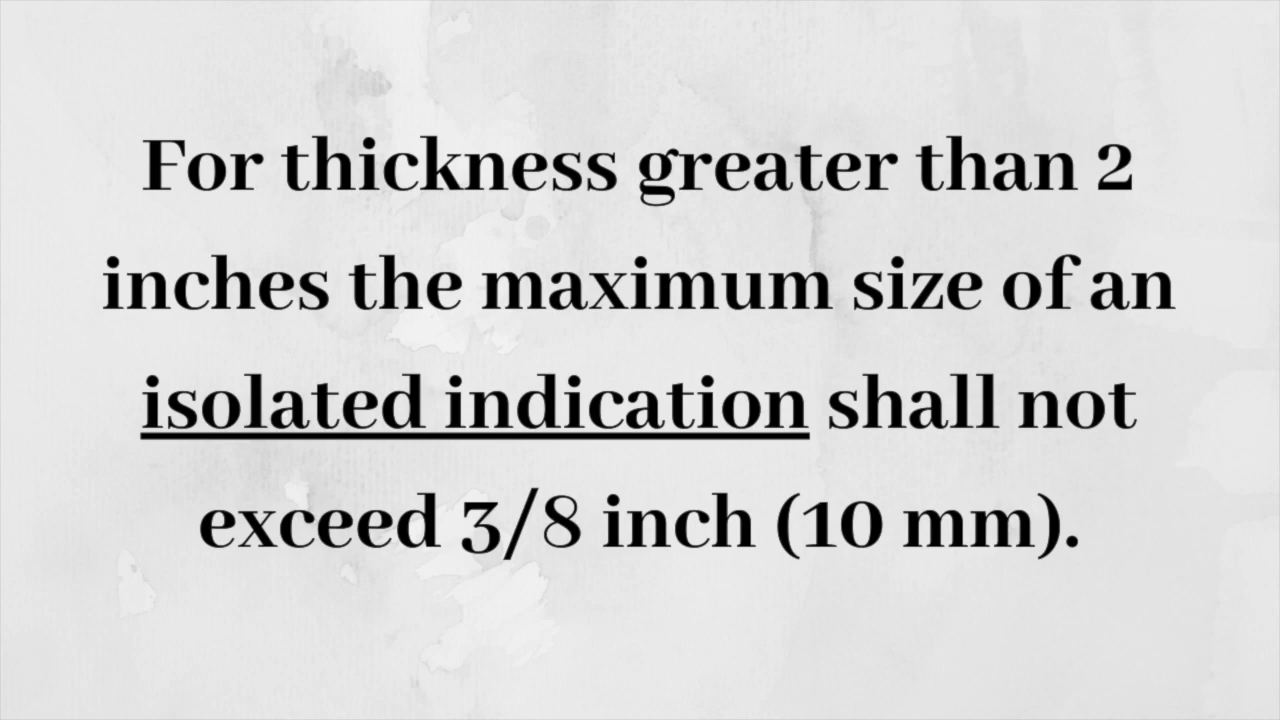 For thickness greater than 2
inches the maximum size of an
isolated indication shall not
exceed 3/8 inch (10 mm).